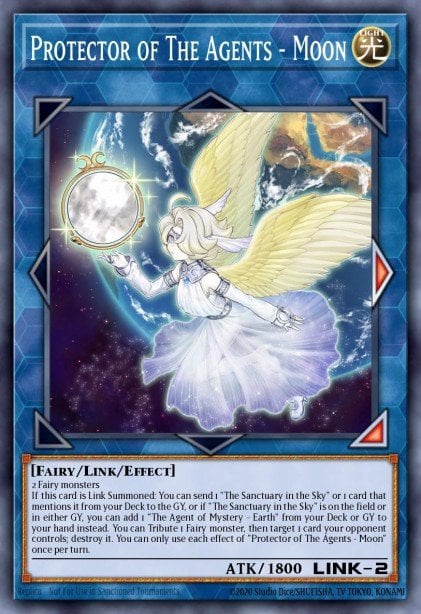 PROTECTOR OF THE AGENTS - MOON
LIGHT
光
[FAIRY/LINK/EFFECT]
2 Fairy monsters
If this card is Link Summoned: You can send 1 "The Sanctuary in the Sky" or 1 card that
mentions it from your Deck to the GY, or if "The Sanctuary in the Sky" is on the field or
in either GY, you can add 1 "The Agent of Mystery - Earth" from your Deck or GY to
your hand instead. You can Tribute 1 Fairy monster, then target 1 card your opponent
controls; destroy it. You can only use each effect of "Protector of The Agents - Moon"
once per turn.
ATK/1800 LINK-2
Replica - Not For Use in Sanctioned Tournaments
©2020 Studio Dice/SHUEISHA, TV TOKYO, KONAMI